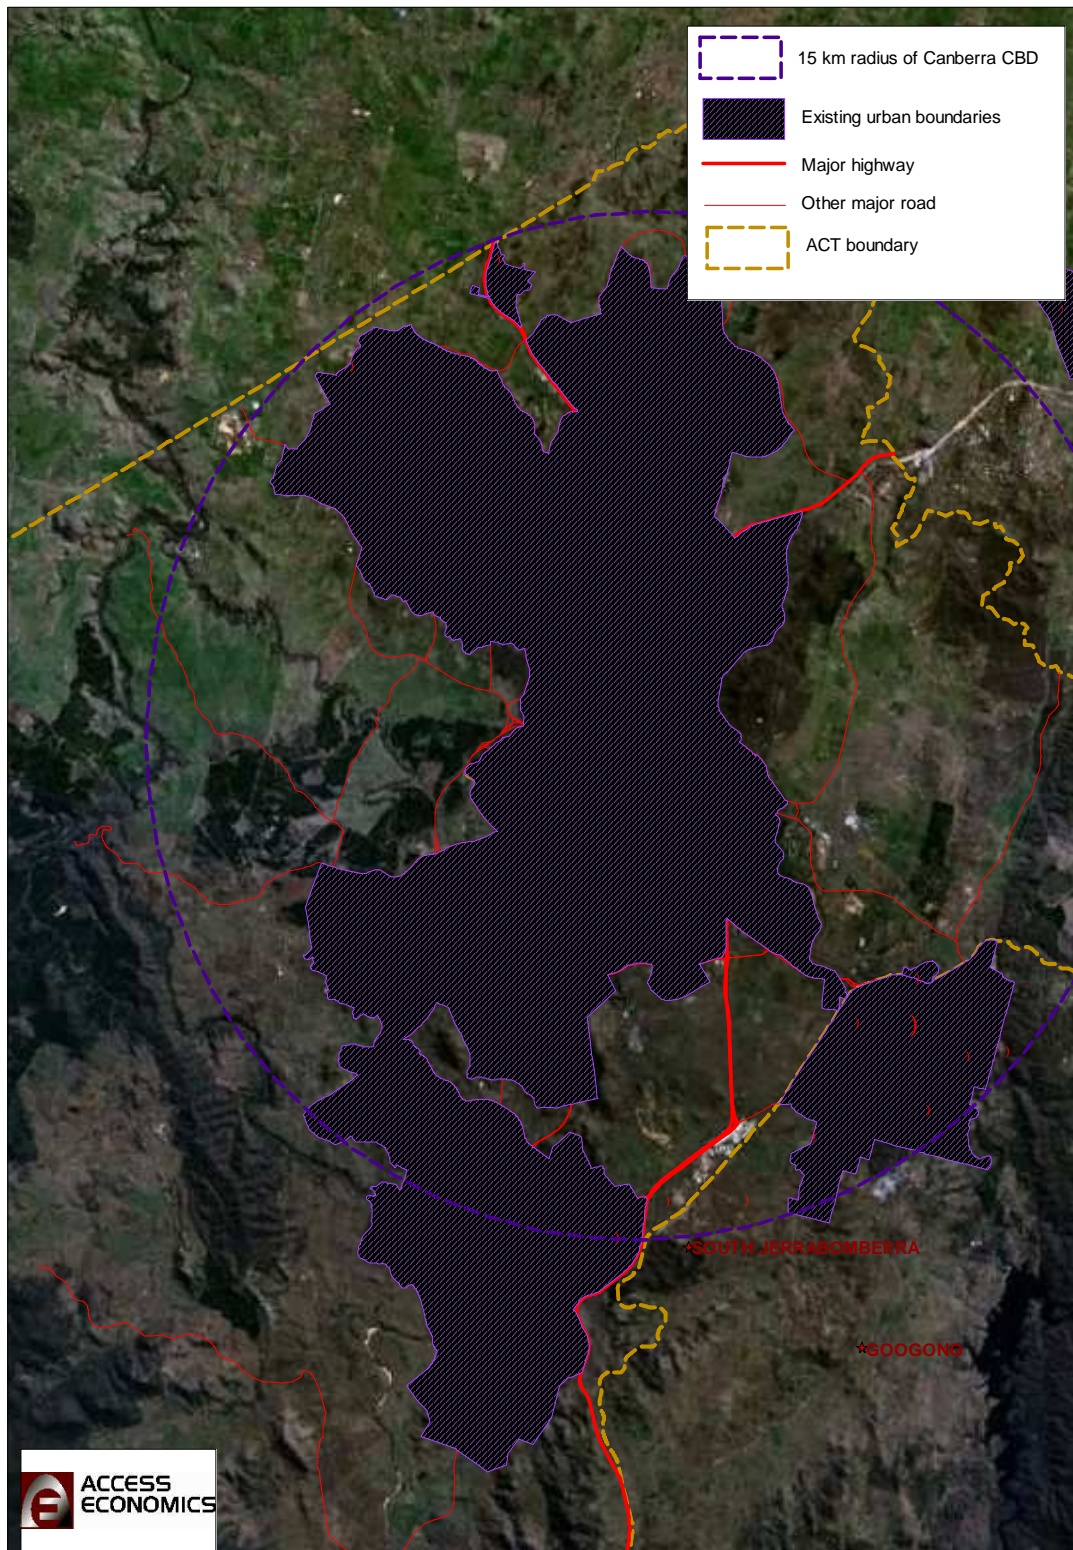 15 km radius of Canberra CBD
Existing urban boundaries
Major highway
Other major road
ACT boundary
SOUTH JERRABOMBERRA
GOOGONG
ACCESS
ECONOMICS